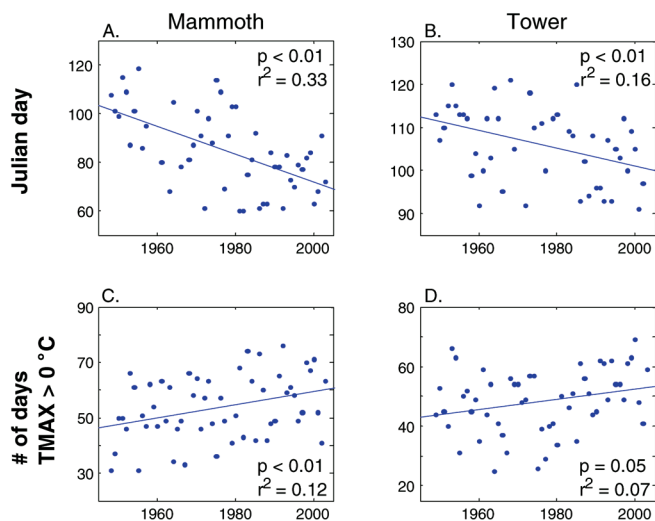 Mammoth
Tower
A.
p < 0.01
r² = 0.33
120
100
80
60
1960
1980
2000
Julian day
B.
p < 0.01
r² = 0.16
130
120
110
100
90
1960
1980
2000
C.
90
70
50
30
p < 0.01
r² = 0.12
1960
1980
2000
# of days
TMAX > 0 °C
D.
80
60
40
20
p = 0.05
r² = 0.07
1960
1980
2000